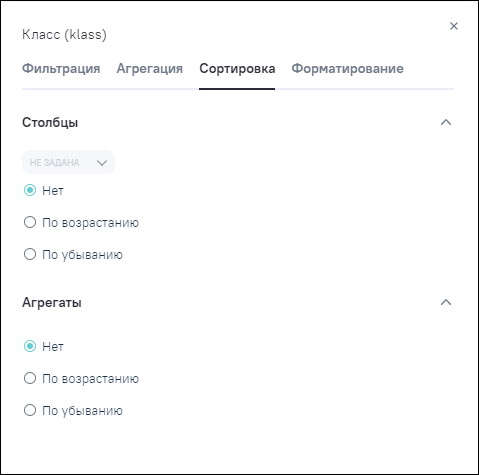 Класс (klass)
Фильтрация Агрегация Сортировка Форматирование
Столбцы
НЕ ЗАДАНА
Нет
По возрастанию
По убыванию
Агрегаты
Нет
По возрастанию
По убыванию